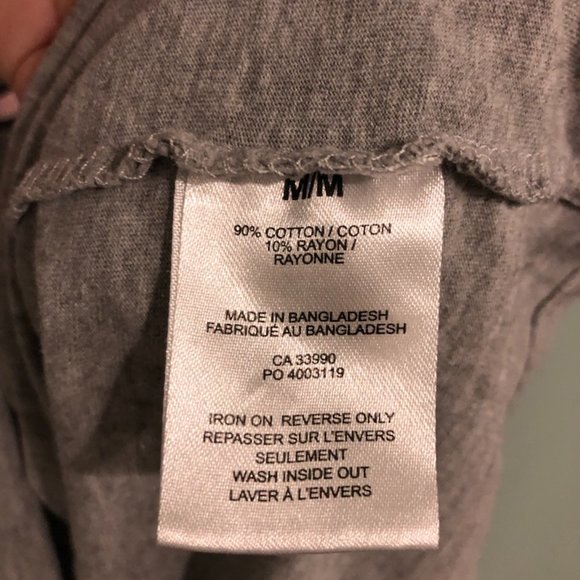 M/M
90% COTTON / COTON
10% RAYON /
RAYONNE
MADE IN BANGLADESH
FABRIQUÉ AU BANGLADESH
CA 33990
PO 4003119
IRON ON REVERSE ONLY
REPASSER SUR L'ENVERS
SEULEMENT
WASH INSIDE OUT
LAVER À L'ENVERS